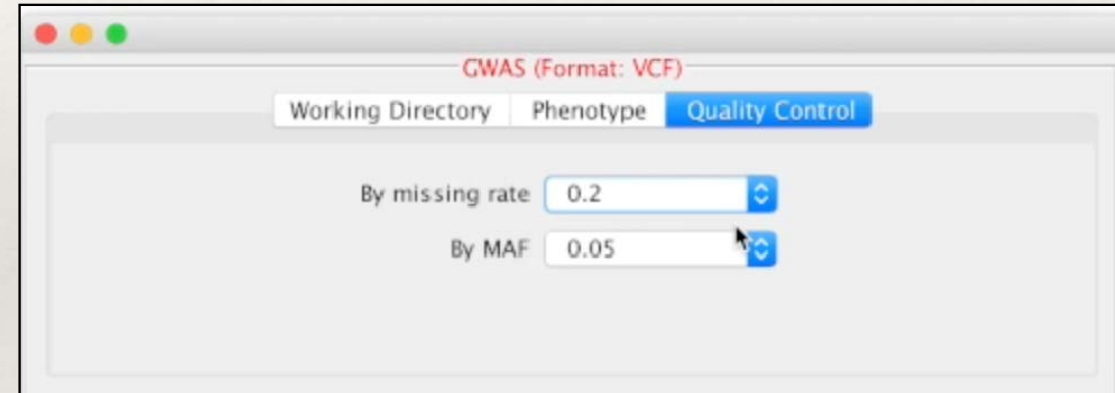 GWAS (Format: VCF)
Working Directory Phenotype Quality Control
By missing rate 0.2
By MAF 0.05